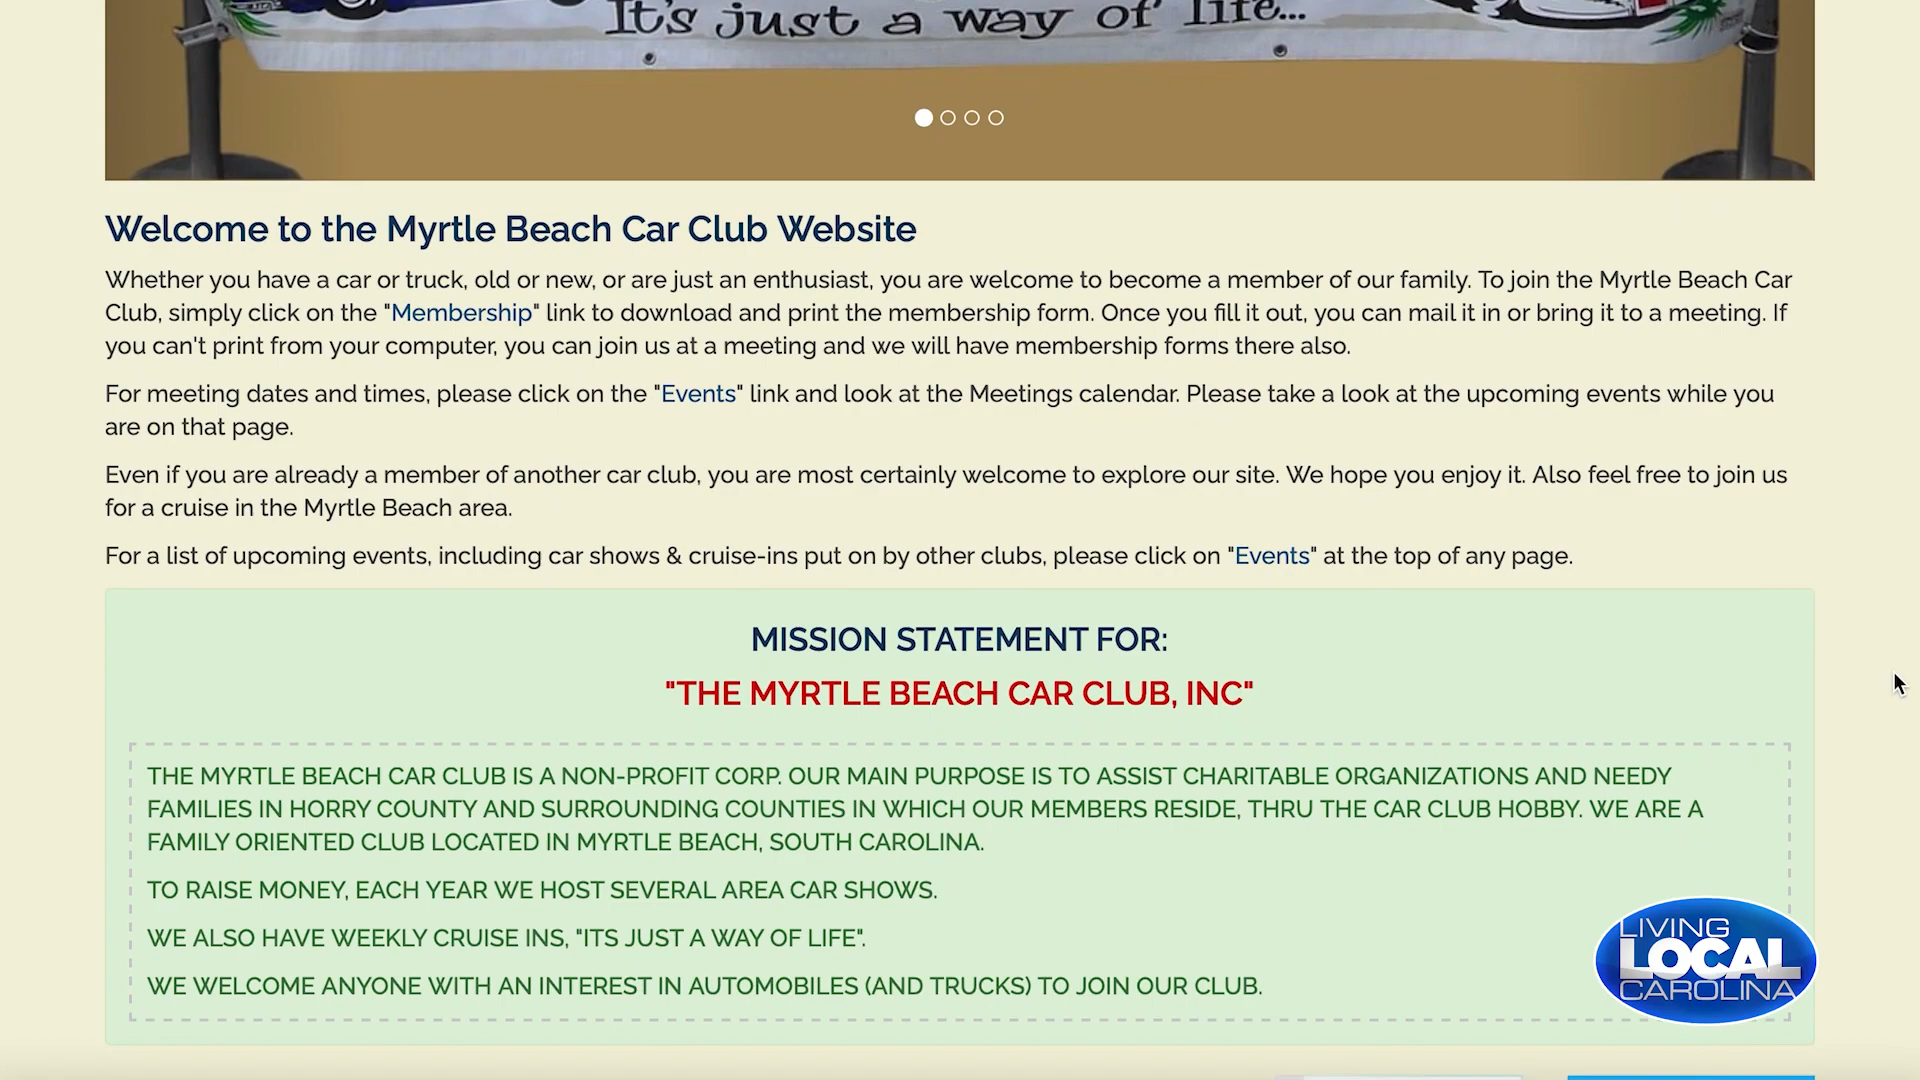 It's just a way of life...
Welcome to the Myrtle Beach Car Club Website
Whether you have a car or truck, old or new, or are just an enthusiast, you are welcome to become a member of our family. To join the Myrtle Beach Car
Club, simply click on the "Membership" link to download and print the membership form. Once you fill it out, you can mail it in or bring it to a meeting. If
you can't print from your computer, you can join us at a meeting and we will have membership forms there also.
For meeting dates and times, please click on the "Events" link and look at the Meetings calendar. Please take a look at the upcoming events while you
are on that page.
Even if you are already a member of another car club, you are most certainly welcome to explore our site. We hope you enjoy it. Also feel free to join us
for a cruise in the Myrtle Beach area.
For a list of upcoming events, including car shows & cruise-ins put on by other clubs, please click on "Events" at the top of any page.
MISSION STATEMENT FOR:
"THE MYRTLE BEACH CAR CLUB, INC"
THE MYRTLE BEACH CAR CLUB IS A NON-PROFIT CORP. OUR MAIN PURPOSE IS TO ASSIST CHARITABLE ORGANIZATIONS AND NEEDY
FAMILIES IN HORRY COUNTY AND SURROUNDING COUNTIES IN WHICH OUR MEMBERS RESIDE, THRU THE CAR CLUB HOBBY. WE ARE A
FAMILY ORIENTED CLUB LOCATED IN MYRTLE BEACH, SOUTH CAROLINA.
TO RAISE MONEY, EACH YEAR WE HOST SEVERAL AREA CAR SHOWS.
WE ALSO HAVE WEEKLY CRUISE INS, "ITS JUST A WAY OF LIFE".
WE WELCOME ANYONE WITH AN INTEREST IN AUTOMOBILES (AND TRUCKS) TO JOIN OUR CLUB.
LIVING
LOCAL
CAROLINA